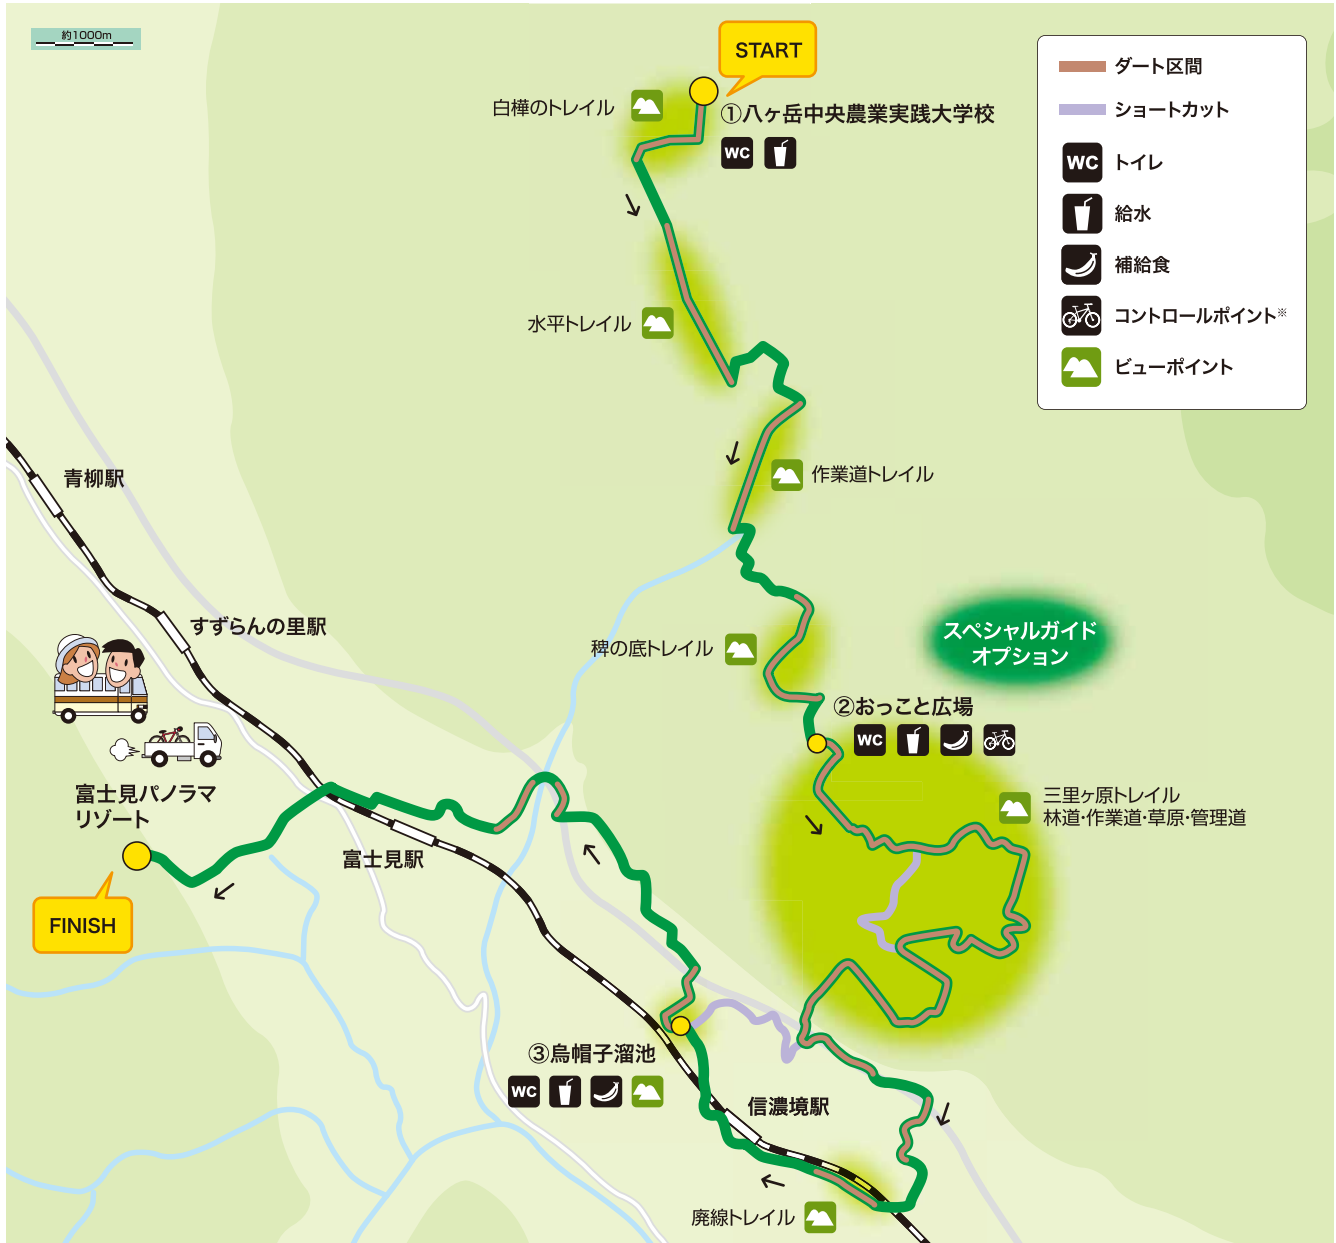 約1000m
START
白樺のトレイル
①八ヶ岳中央農業実践大学校
WC
ダート区間
ショートカット
WC トイレ
給水
補給食
コントロールポイント※
ビューポイント
水平トレイル
青柳駅
作業道トレイル
すずらんの里駅
稗の底トレイル
スペシャルガイド
オプション
②おっこと広場
WC
富士見パノラマ
リゾート
三里ヶ原トレイル
林道・作業道・草原・管理道
富士見駅
FINISH
③烏帽子溜池
WC
信濃境駅
廃線トレイル